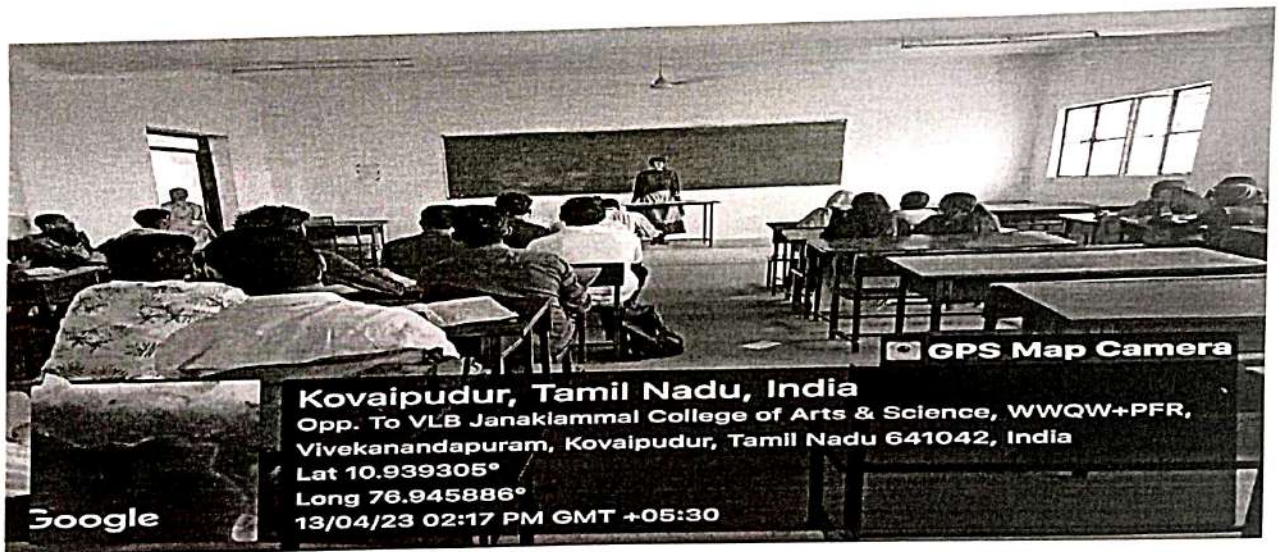 GPS Map Camera
Kovaipudur, Tamil Nadu, India
Opp. To VLB Janakiammal College of Arts & Science, WWQW+PFR,
Vivekanandapuram, Kovaipudur, Tamil Nadu 641042, India
Lat 10.939305°
Long 76.945886°
13/04/23 02:17 PM GMT +05:30
Google